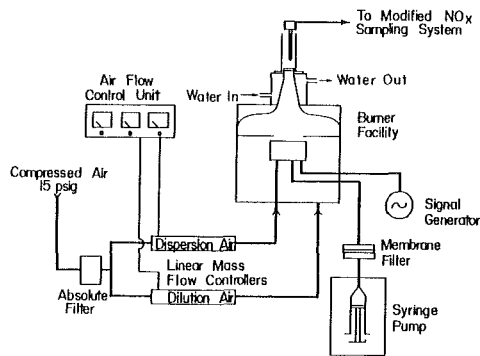 To Modified NOx
Sampling System
Air Flow
Control Unit
Water Out
Water In
Burner
Facility
Compressed Air
15 psig
Signal
Generator
Dispersion Air
Membrane
Filter
Linear Mass
Flow Controllers
Absolute
Filter
Dilution Air
Syringe
Pump